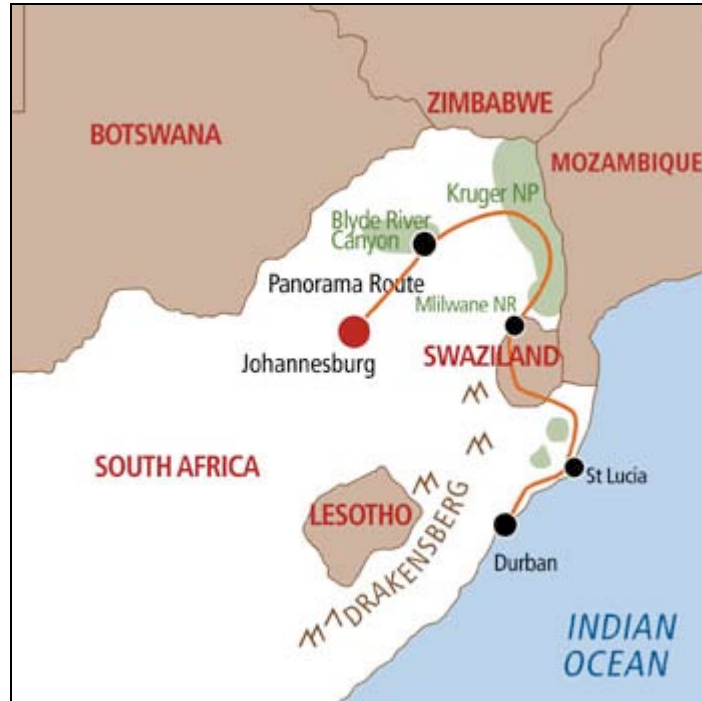 ZIMBABWE
BOTSWANA
MOZAMBIQUE
Kruger NP
Blyde River
Canyon
Panorama Route
Mlilwane NR
Johannesburg
SWAZILAND
SOUTH AFRICA
St Lucia
LESOTHO
DRAKENSBERG
Durban
INDIAN
OCEAN